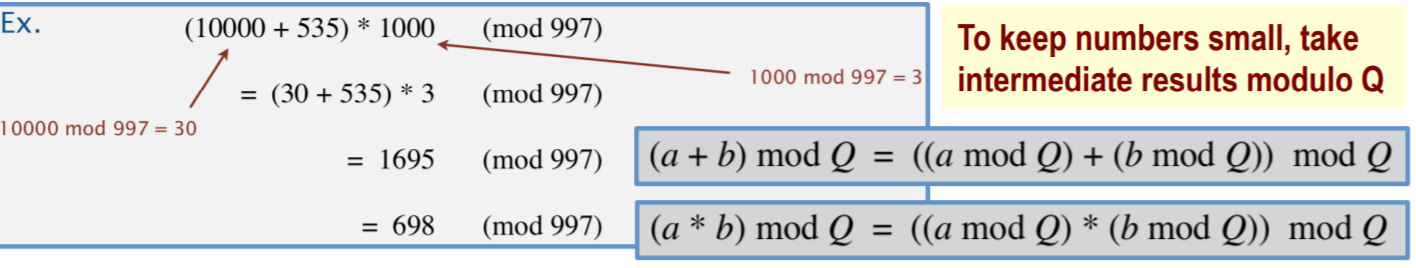 Ex.
(10000 + 535) * 1000 (mod 997)
To keep numbers small, take
intermediate results modulo Q
1000 mod 997 = 3
= (30 + 535) * 3 (mod 997)
10000 mod 997 = 30
= 1695 (mod 997)
(a + b) mod Q = ((a mod Q) + (b mod Q)) mod Q
= 698 (mod 997)
(a * b) mod Q = ((a mod Q) * (b mod Q)) mod Q